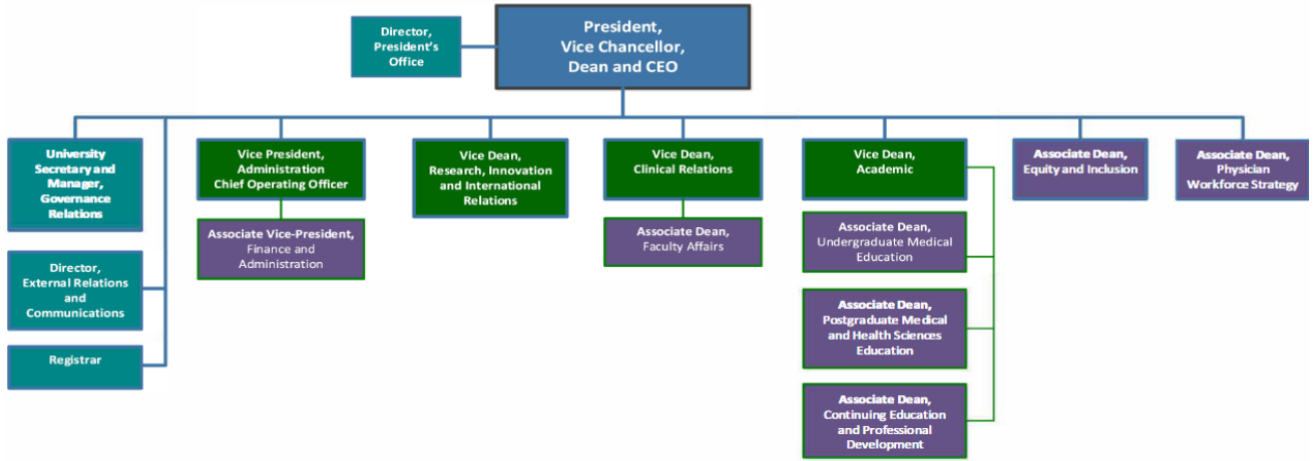 Director,
President's
Office
President,
Vice Chancellor,
Dean and CEO
University
Secretary and
Manager,
Governance
Relations
Director,
External Relations
and
Communications
Registrar
Vice President,
Administration
Chief Operating Officer
Associate Vice-President,
Finance and
Administration
Vice Dean,
Research, Innovation
and International
Relations
Vice Dean,
Clinical Relations
Associate Dean,
Faculty Affairs
Vice Dean,
Academic
Associate Dean,
Undergraduate Medical
Education
Associate Dean,
Postgraduate Medical
and Health Sciences
Education
Associate Dean,
Continuing Education
and Professional
Development
Associate Dean,
Equity and Inclusion
Associate Dean,
Physician
Workforce Strategy